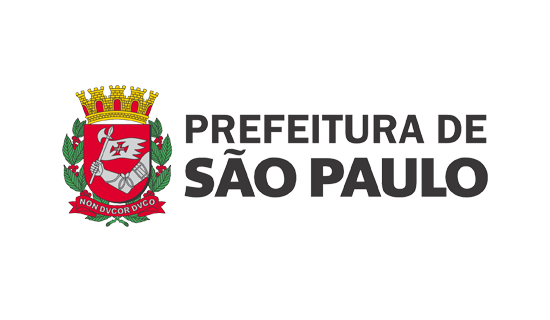 PREFEITURA DE
SÃO PAULO
NON DVCOR DVCO